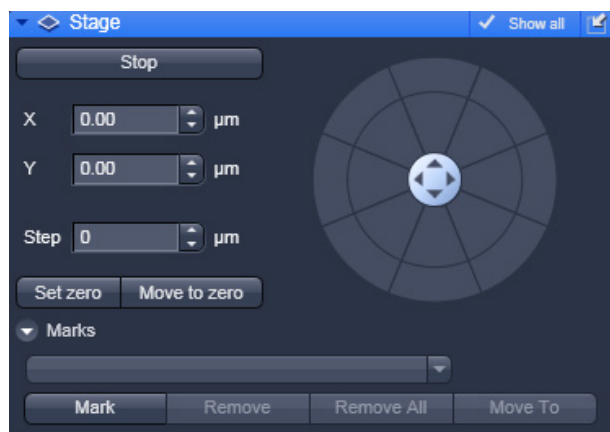 Stage
Show all
Stop
X 0.00 µm
Y 0.00 µm
Step 0 µm
Set zero Move to zero
Marks
Mark Remove Remove All Move To